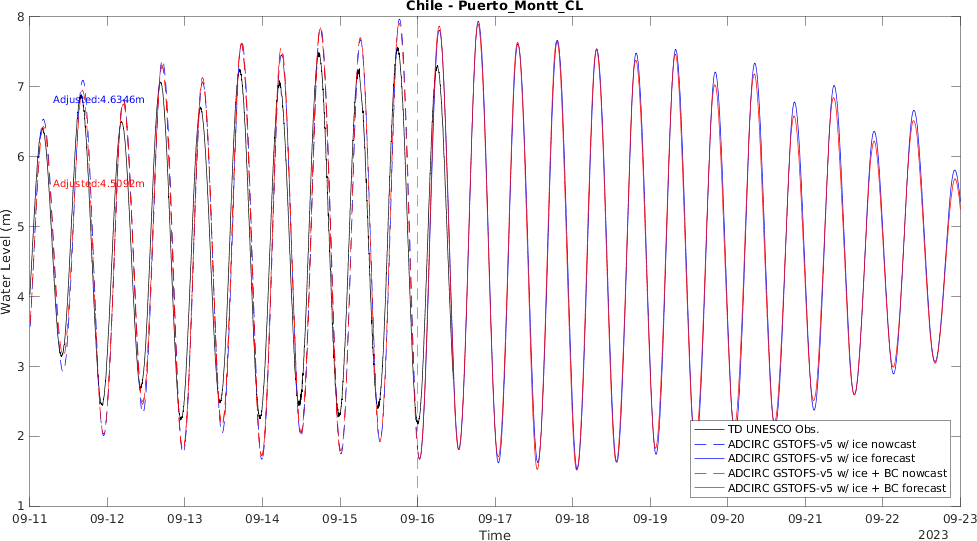 Chile - Puerto_Montt_CL
8
7
6
5
4
3
2
1
Water Level (m)
Adjusted:4.6346m
Adjusted:4.5092m
TD UNESCO Obs.
ADCIRC GSTOFS-v5 w/ ice nowcast
ADCIRC GSTOFS-v5 w/ ice forecast
ADCIRC GSTOFS-v5 w/ ice + BC nowcast
ADCIRC GSTOFS-v5 w/ ice + BC forecast
09-11 09-12 09-13 09-14 09-15 09-16 09-17 09-18 09-19 09-20 09-21 09-22 09-23
Time
2023